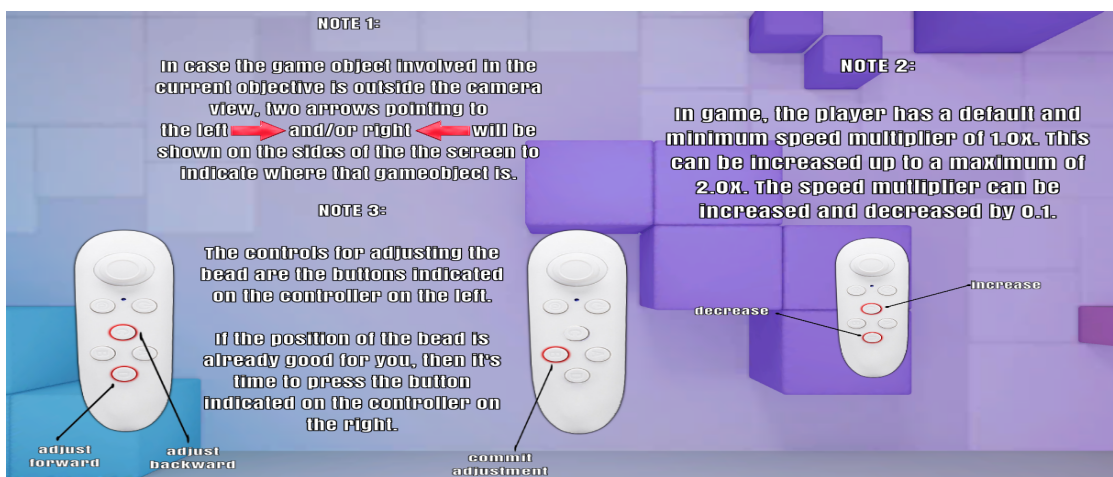 NOTE 1:
In case the game object involved in the
current objective is outside the camera
view, two arrows pointing to
the left and/or right will be
shown on the sides of the the screen to
indicate where that gameobject is.
NOTE 2:
In game, the player has a default and
minimum speed multiplier of 1.0x. This
can be increased up to a maximum of
2.0x. The speed mutliplier can be
increased and decreased by 0.1.
decrease
increase
NOTE 3:
The controls for adjusting the
bead are the buttons indicated
on the controller on the left.
If the position of the bead is
already good for you, then it's
time to press the button
indicated on the controller on
the right.
adjust
forward
adjust
backward
commit
adjustment